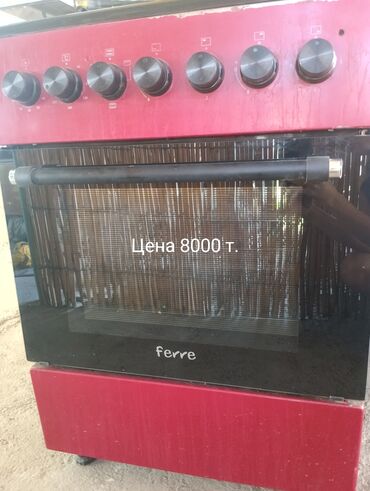 Цена 8000 т.
ferre